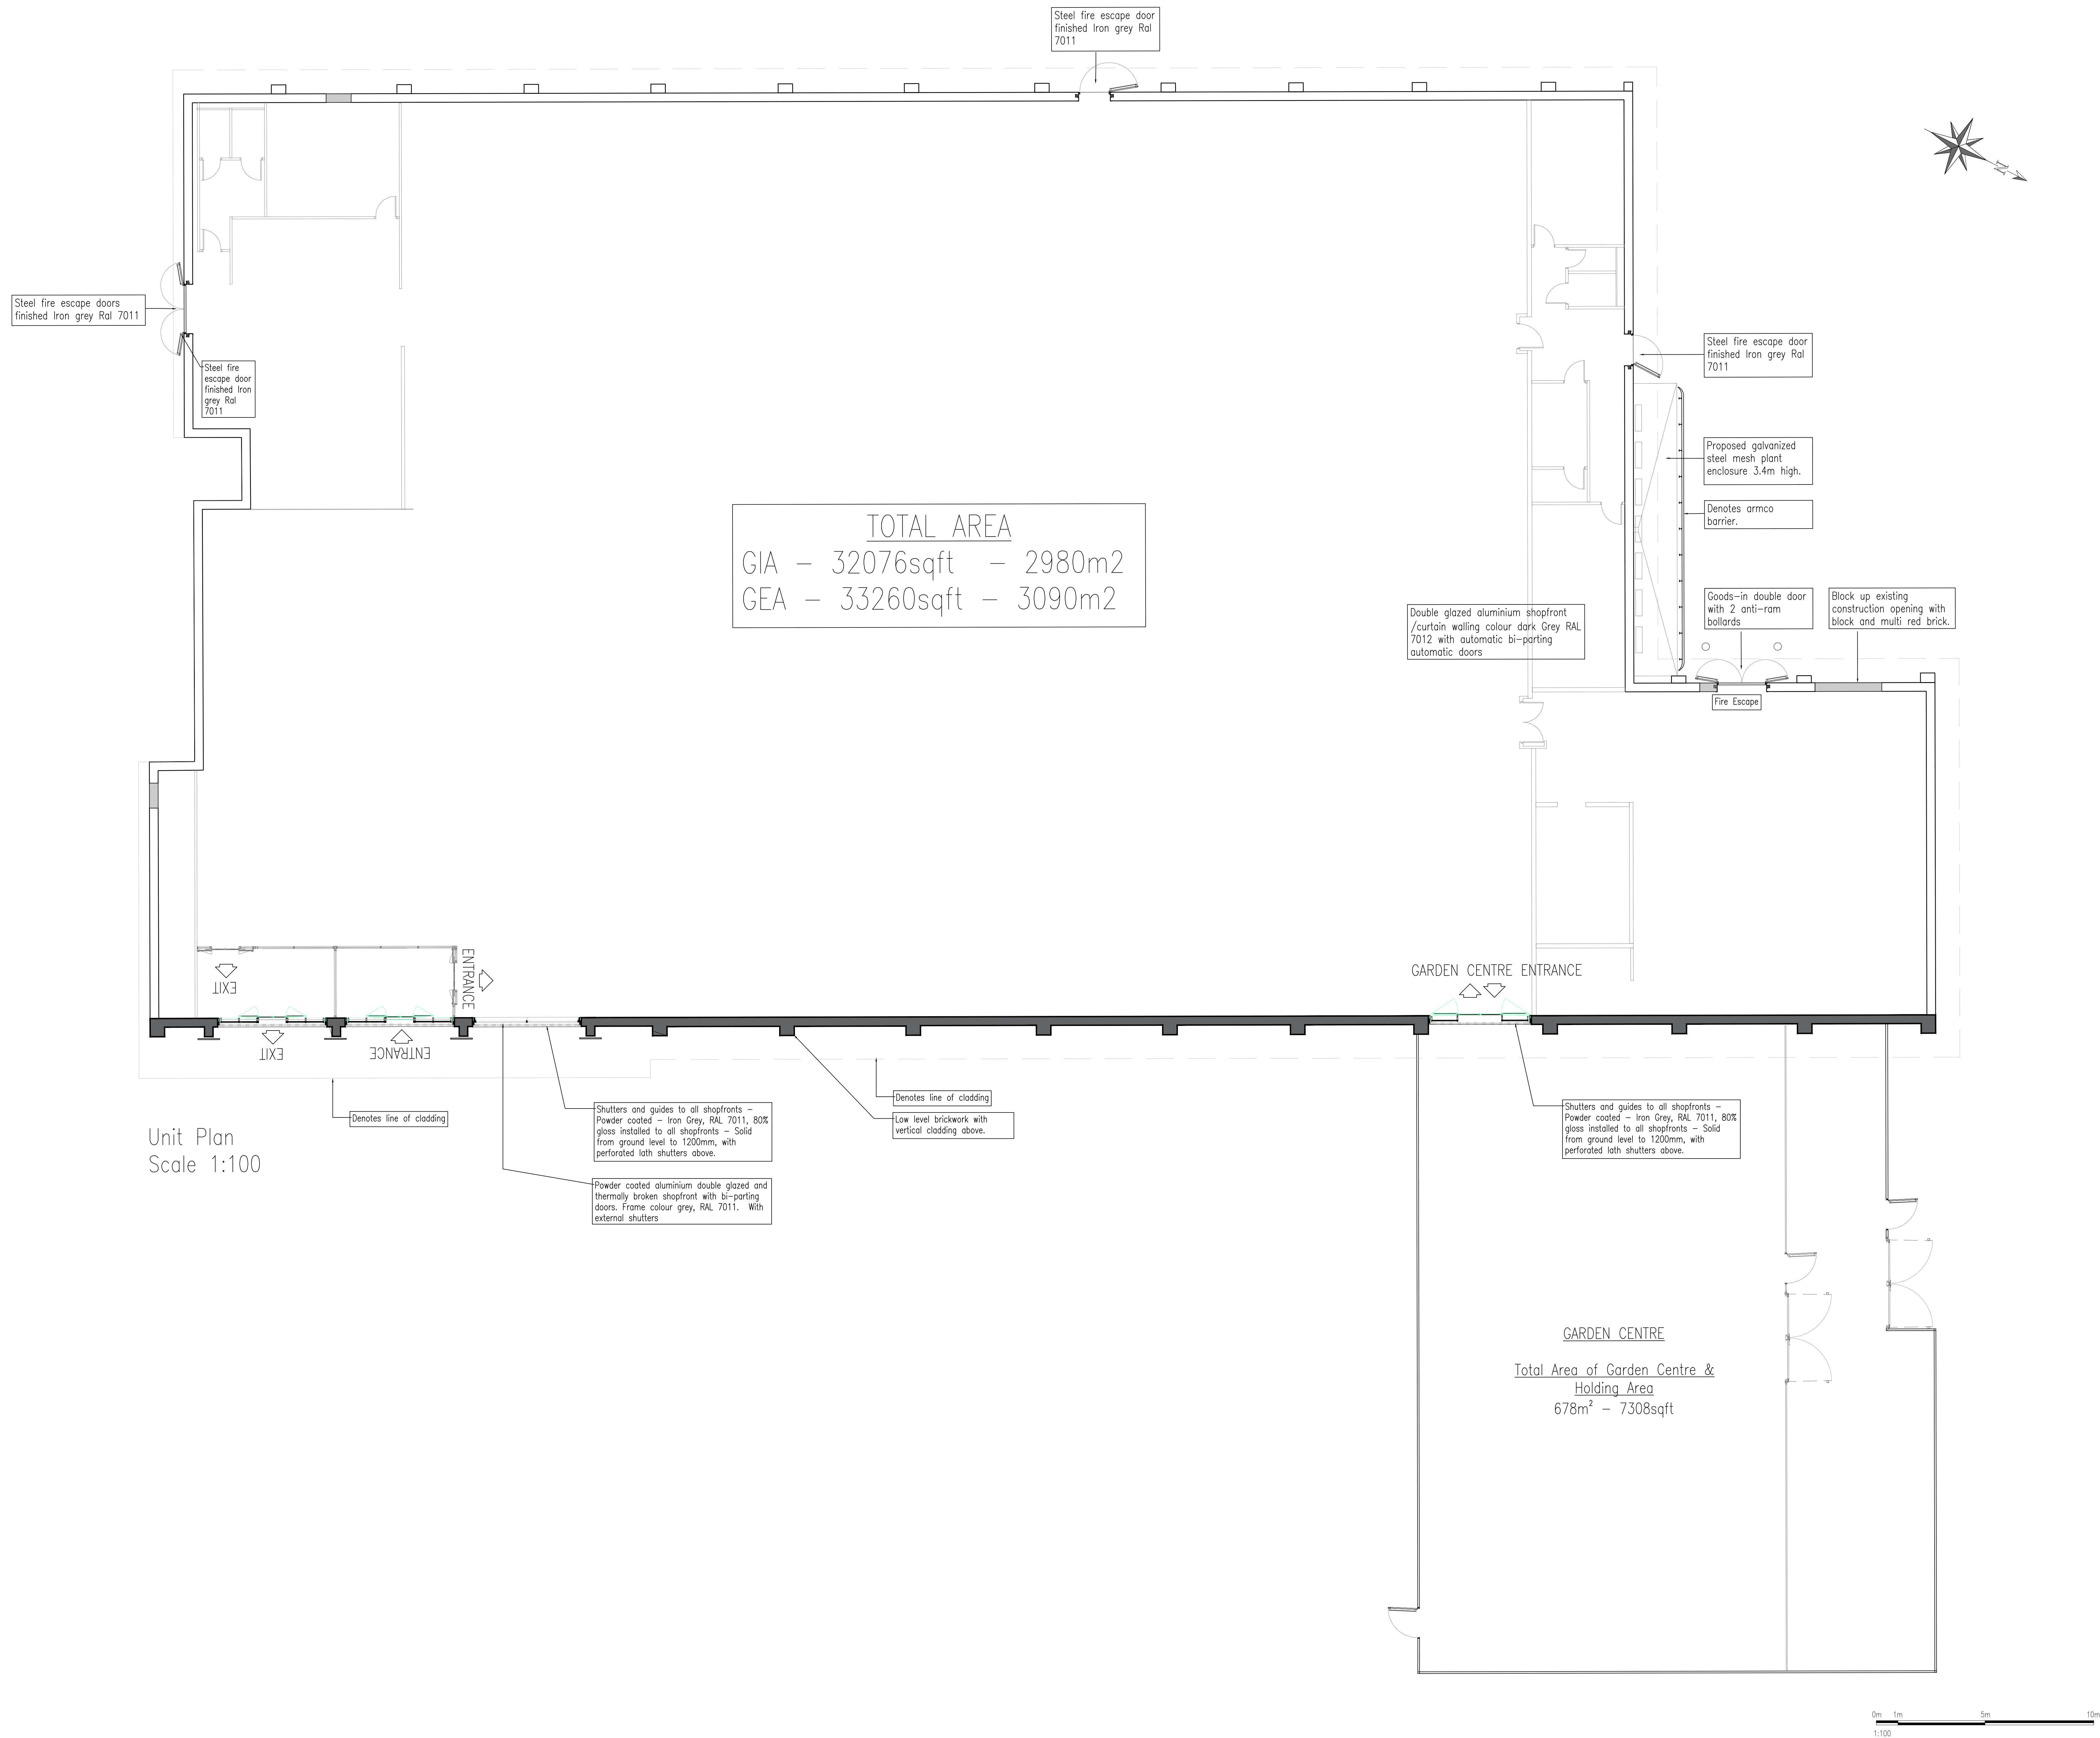 Steel fire escape door
finished Iron grey Ral
7011
N
Steel fire escape doors
finished Iron grey Ral 7011
Steel fire
escape door
finished Iron
grey Ral
7011
Steel fire escape door
finished Iron grey Ral
7011
Proposed galvanized
steel mesh plant
enclosure 3.4m high.
Denotes armco
barrier.
TOTAL AREA
GIA - 32076sqft - 2980m2
GEA - 33260sqft - 3090m2
Double glazed aluminium shopfront
/curtain walling colour dark Grey RAL
7012 with automatic bi-parting
automatic doors
Goods-in double door
with 2 anti-ram
bollards
Block up existing
construction opening with
block and multi red brick.
Fire Escape
EXIT
ENTRANCE
GARDEN CENTRE ENTRANCE
EXIT
ENTRANCE
Denotes line of cladding
Shutters and guides to all shopfronts -
Powder coated - Iron Grey, RAL 7011, 80%
gloss installed to all shopfronts - Solid
from ground level to 1200mm, with
perforated lath shutters above.
Denotes line of cladding
Low level brickwork with
vertical cladding above.
Shutters and guides to all shopfronts -
Powder coated - Iron Grey, RAL 7011, 80%
gloss installed to all shopfronts - Solid
from ground level to 1200mm, with
perforated lath shutters above.
Unit Plan
Scale 1:100
Powder coated aluminium double glazed and
thermally broken shopfront with bi-parting
doors. Frame colour grey, RAL 7011. With
external shutters
GARDEN CENTRE
Total Area of Garden Centre &
Holding Area
678m² - 7308sqft
0m 1m 5m 10m
1:100